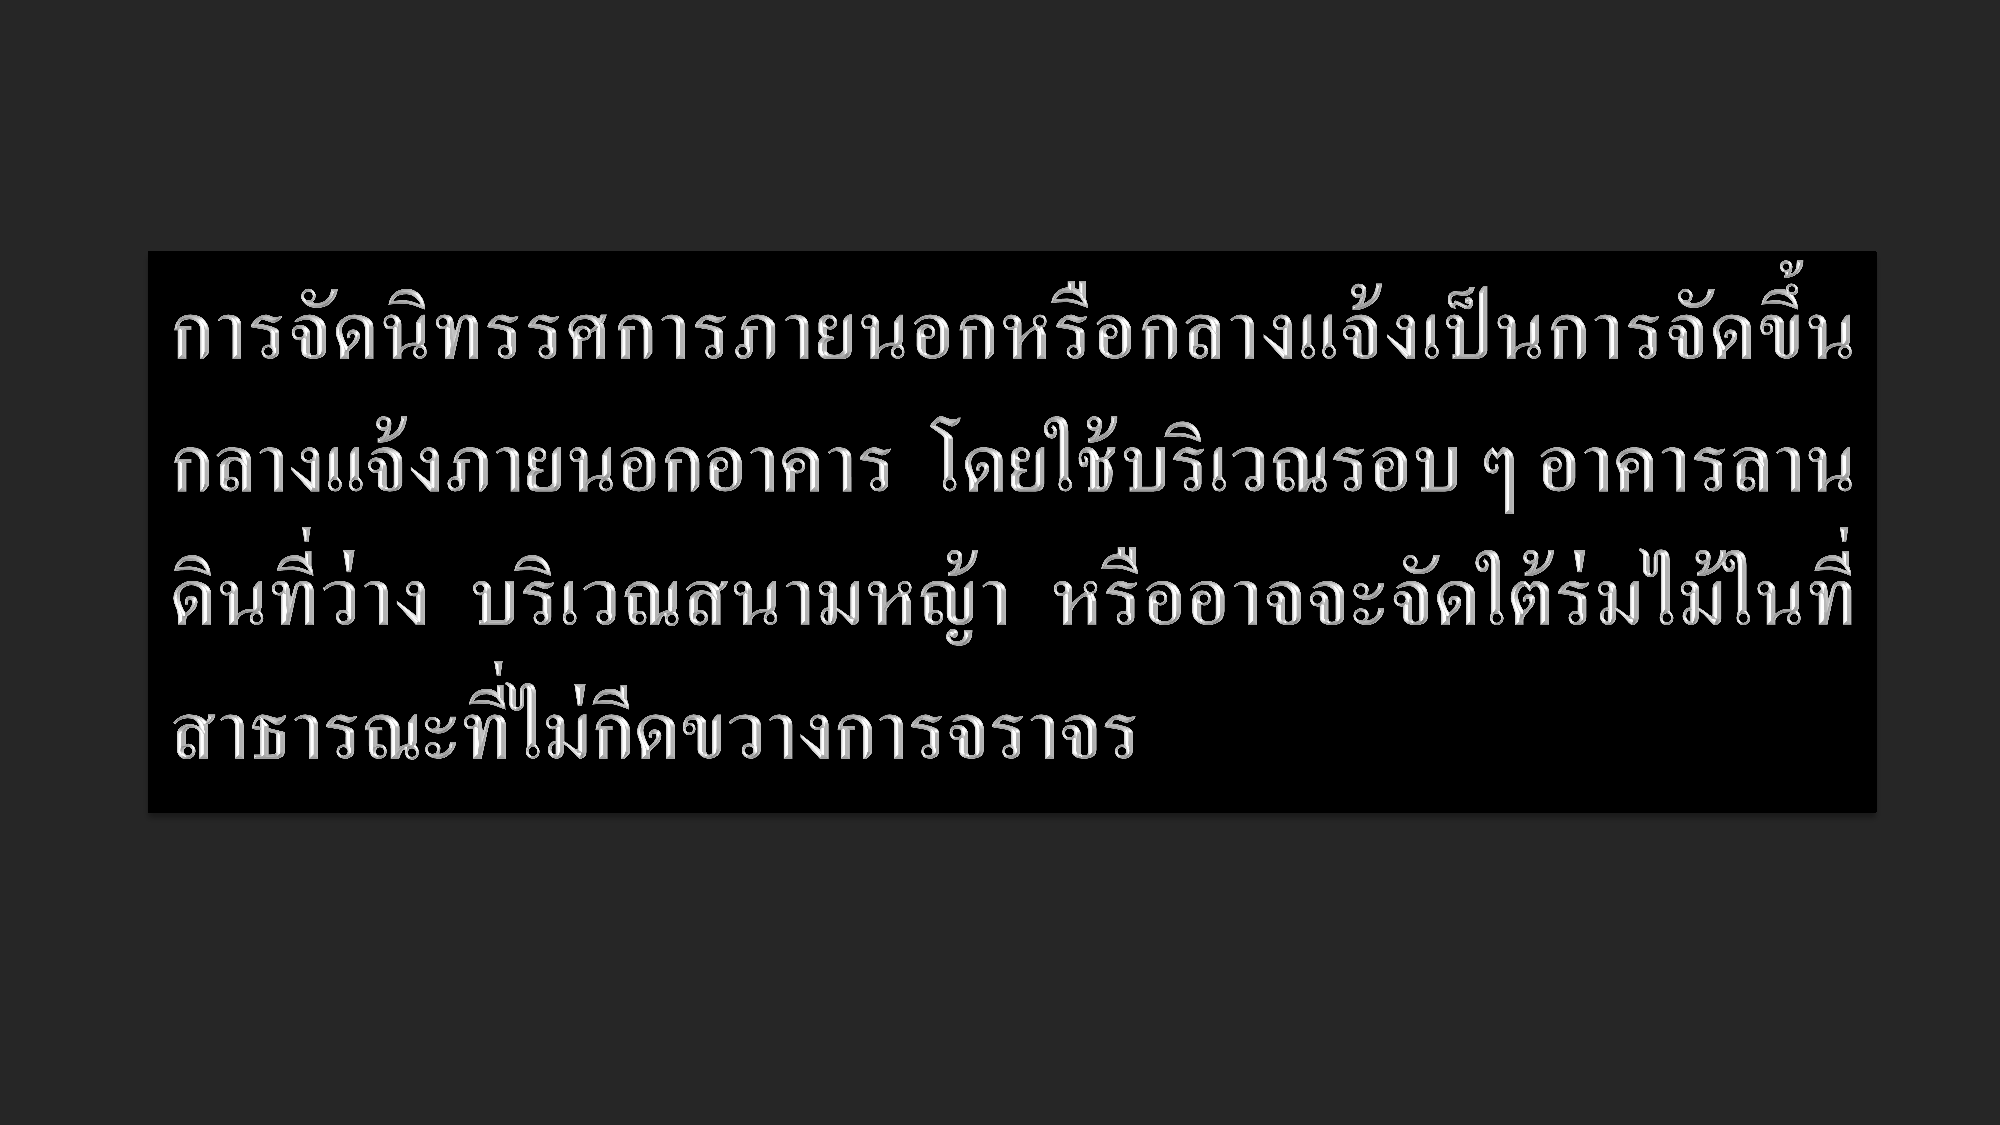 การจัดนิทรรศการภายนอกหรือกลางแจ้งเป็นการจัดขึ้น
กลางแจ้งภายนอกอาคาร โดยใช้บริเวณรอบ ๆ อาคารลาน
ดินที่ว่าง บริเวณสนามหญ้า หรืออาจจะจัดใต้ร่มไม้ในที่
สาธารณะที่ไม่กีดขวางการจราจร